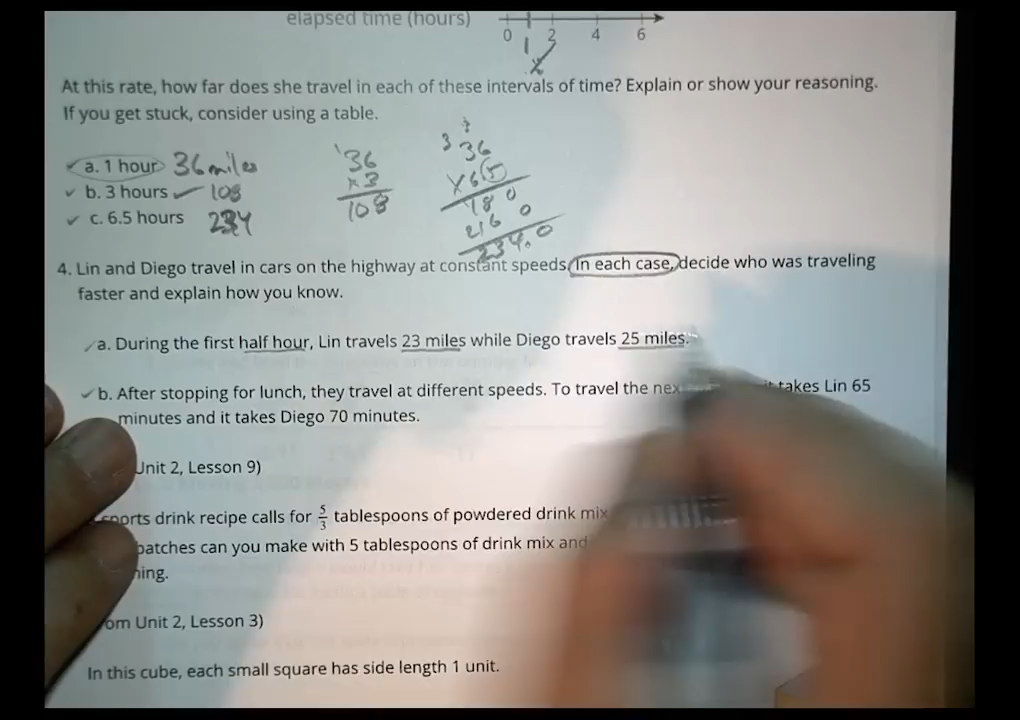 elapsed time (hours)
0 2 4 6
1
At this rate, how far does she travel in each of these intervals of time? Explain or show your reasoning.
If you get stuck, consider using a table.
a. 1 hour 36 miles
b. 3 hours 108
c. 6.5 hours 234
1
36
×3
108
3
36
×65
180
2160
234.0
4. Lin and Diego travel in cars on the highway at constant speeds. In each case, decide who was traveling
faster and explain how you know.
a. During the first half hour, Lin travels 23 miles while Diego travels 25 miles.
b. After stopping for lunch, they travel at different speeds. To travel the takes Lin 65
minutes and it takes Diego 70 minutes.
Unit 2, Lesson 9)
sports drink recipe calls for 5/3 tablespoons of powdered drink mix
batches can you make with 5 tablespoons of drink mix and
Unit 2, Lesson 3)
In this cube, each small square has side length 1 unit.